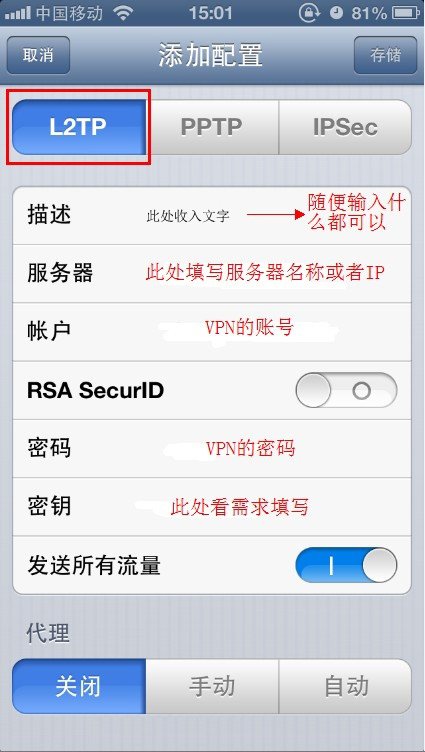 中国移动 15:01 81%
取消 添加配置 存储
L2TP PPTP IPSec
描述 此处收入文字 随便输入什
么都可以
服务器 此处填写服务器名称或者IP
帐户 VPN的账号
RSA SecurID
密码 VPN的密码
密钥 此处看需求填写
发送所有流量
代理
关闭 手动 自动